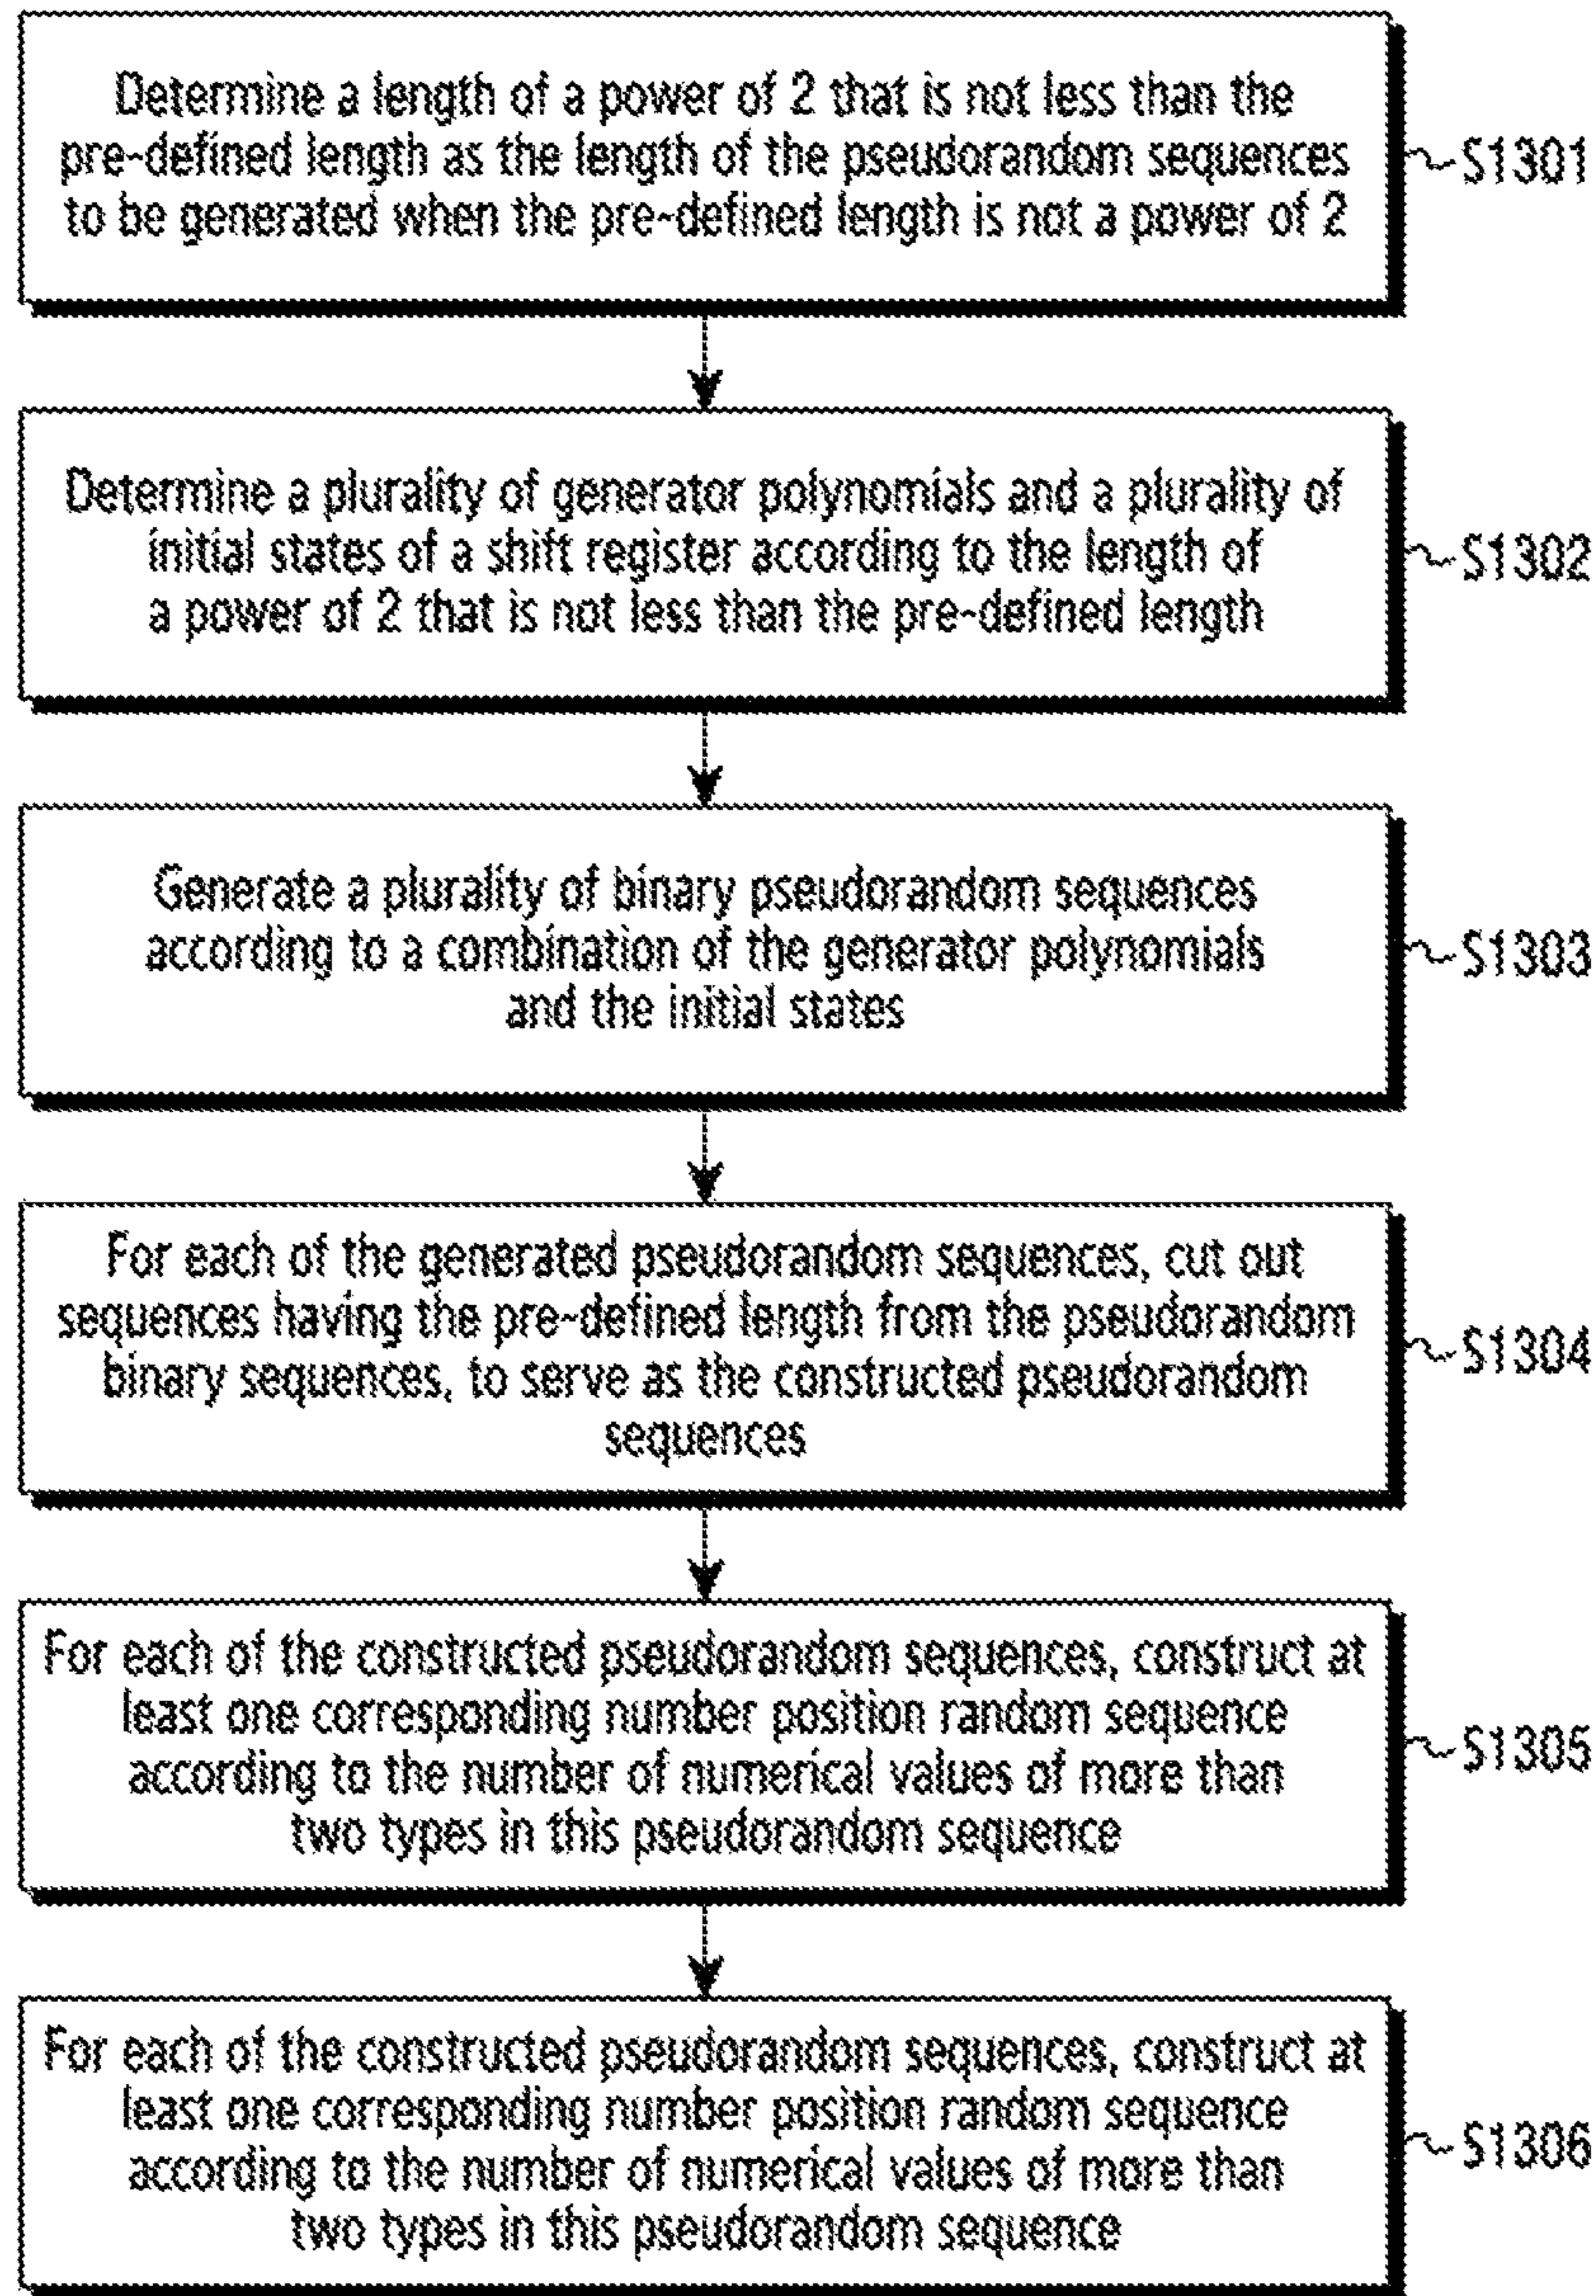 Determine a length of a power of 2 that is not less than the
pre-defined length as the length of the pseudorandom sequences
to be generated when the pre-defined length is not a power of 2
S1301
Determine a plurality of generator polynomials and a plurality of
initial states of a shift register according to the length of
a power of 2 that is not less than the pre-defined length
S1302
Generate a plurality of binary pseudorandom sequences
according to a combination of the generator polynomials
and the initial states
S1303
For each of the generated pseudorandom sequences, cut out
sequences having the pre-defined length from the pseudorandom
binary sequences, to serve as the constructed pseudorandom
sequences
S1304
For each of the constructed pseudorandom sequences, construct at
least one corresponding number position random sequence
according to the number of numerical values of more than
two types in this pseudorandom sequence
S1305
For each of the constructed pseudorandom sequences, construct at
least one corresponding number position random sequence
according to the number of numerical values of more than
two types in this pseudorandom sequence
S1306